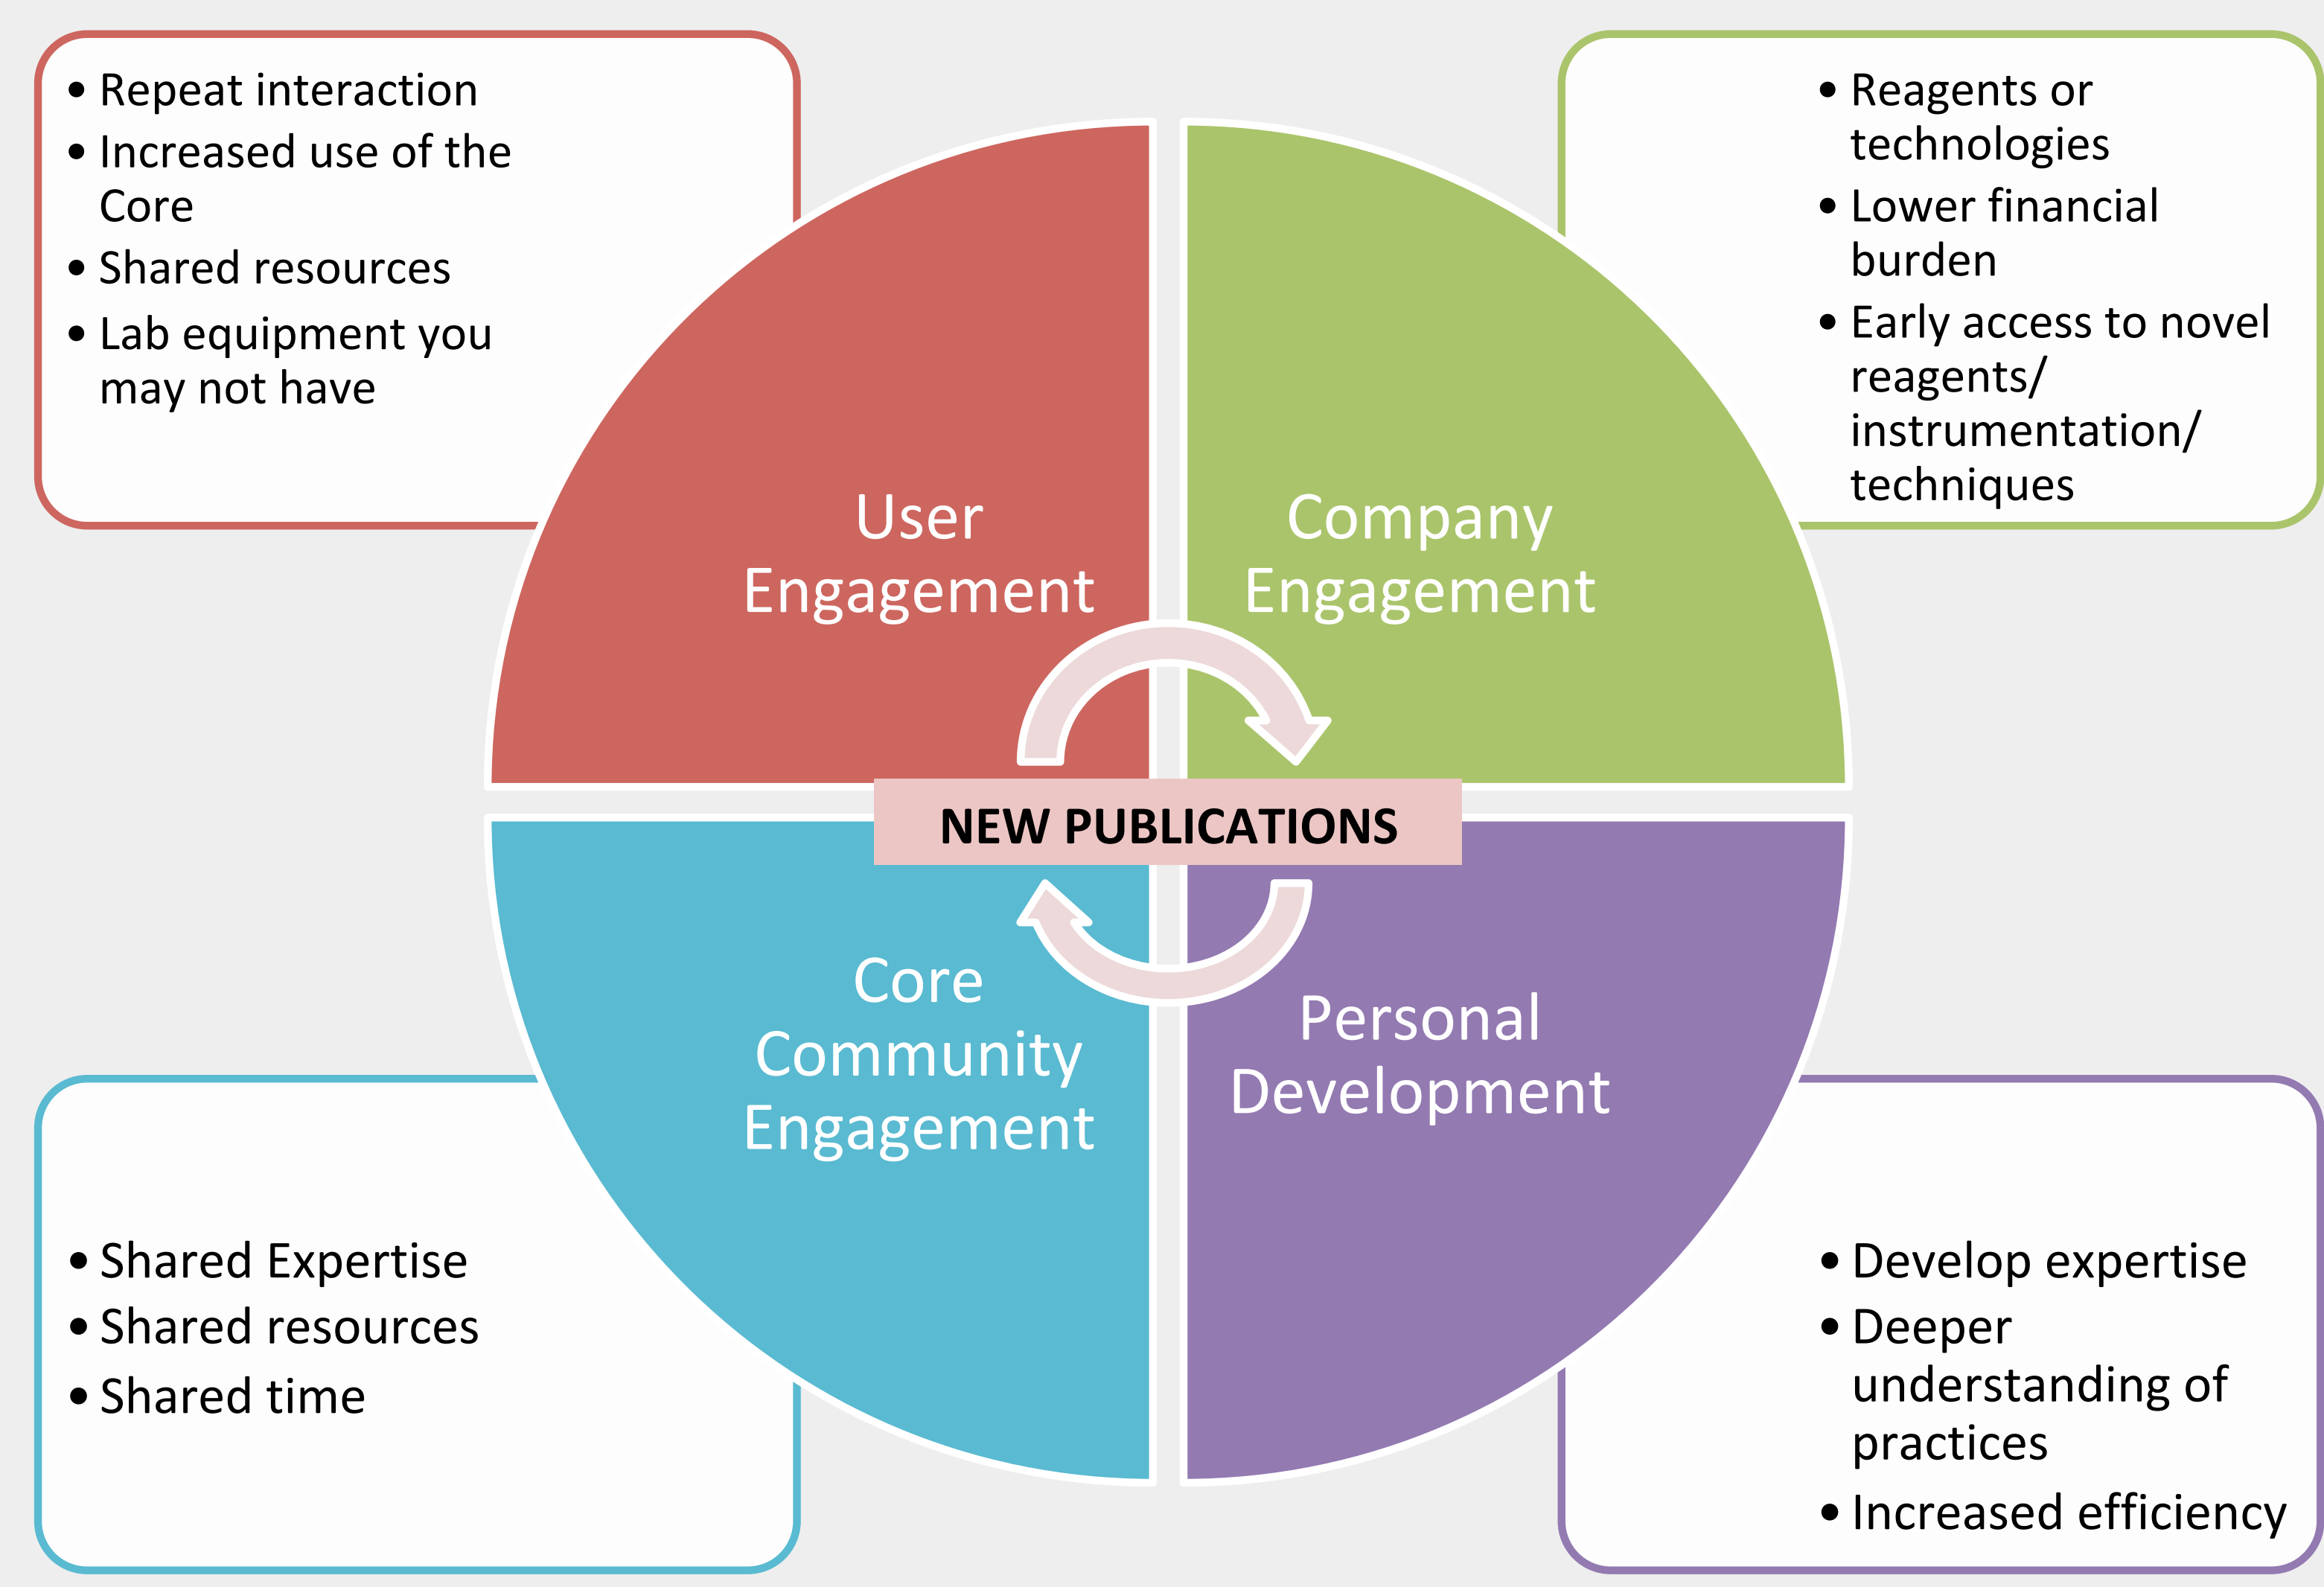 • Repeat interaction
• Increased use of the
Core
• Shared resources
• Lab equipment you
may not have
• Reagents or
technologies
• Lower financial
burden
• Early access to novel
reagents/
instrumentation/
techniques
User
Engagement
Company
Engagement
NEW PUBLICATIONS
Core
Community
Engagement
Personal
Development
• Shared Expertise
• Shared resources
• Shared time
• Develop expertise
• Deeper
understanding of
practices
• Increased efficiency